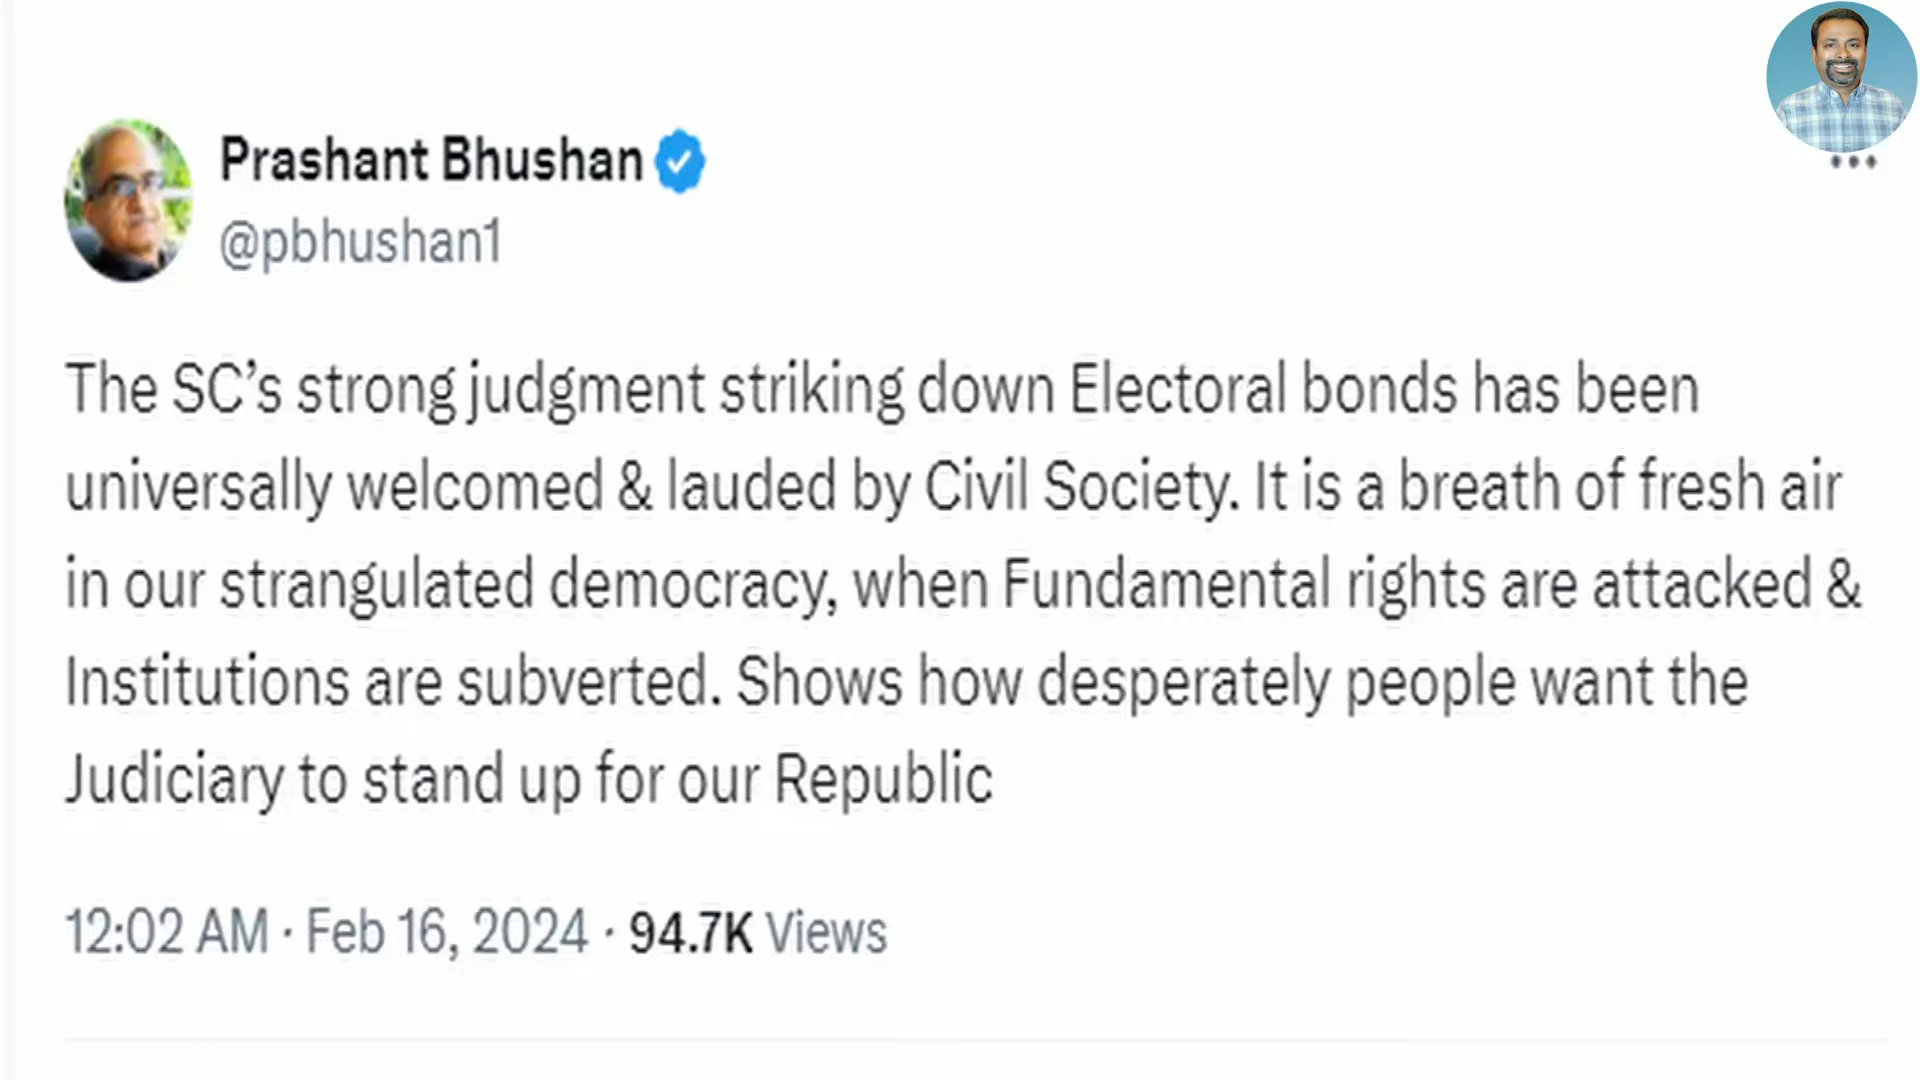 Prashant Bhushan
@pbhushan1
The SC’s strong judgment striking down Electoral bonds has been
universally welcomed & lauded by Civil Society. It is a breath of fresh air
in our strangulated democracy, when Fundamental rights are attacked &
Institutions are subverted. Shows how desperately people want the
Judiciary to stand up for our Republic
12:02 AM · Feb 16, 2024 · 94.7K Views